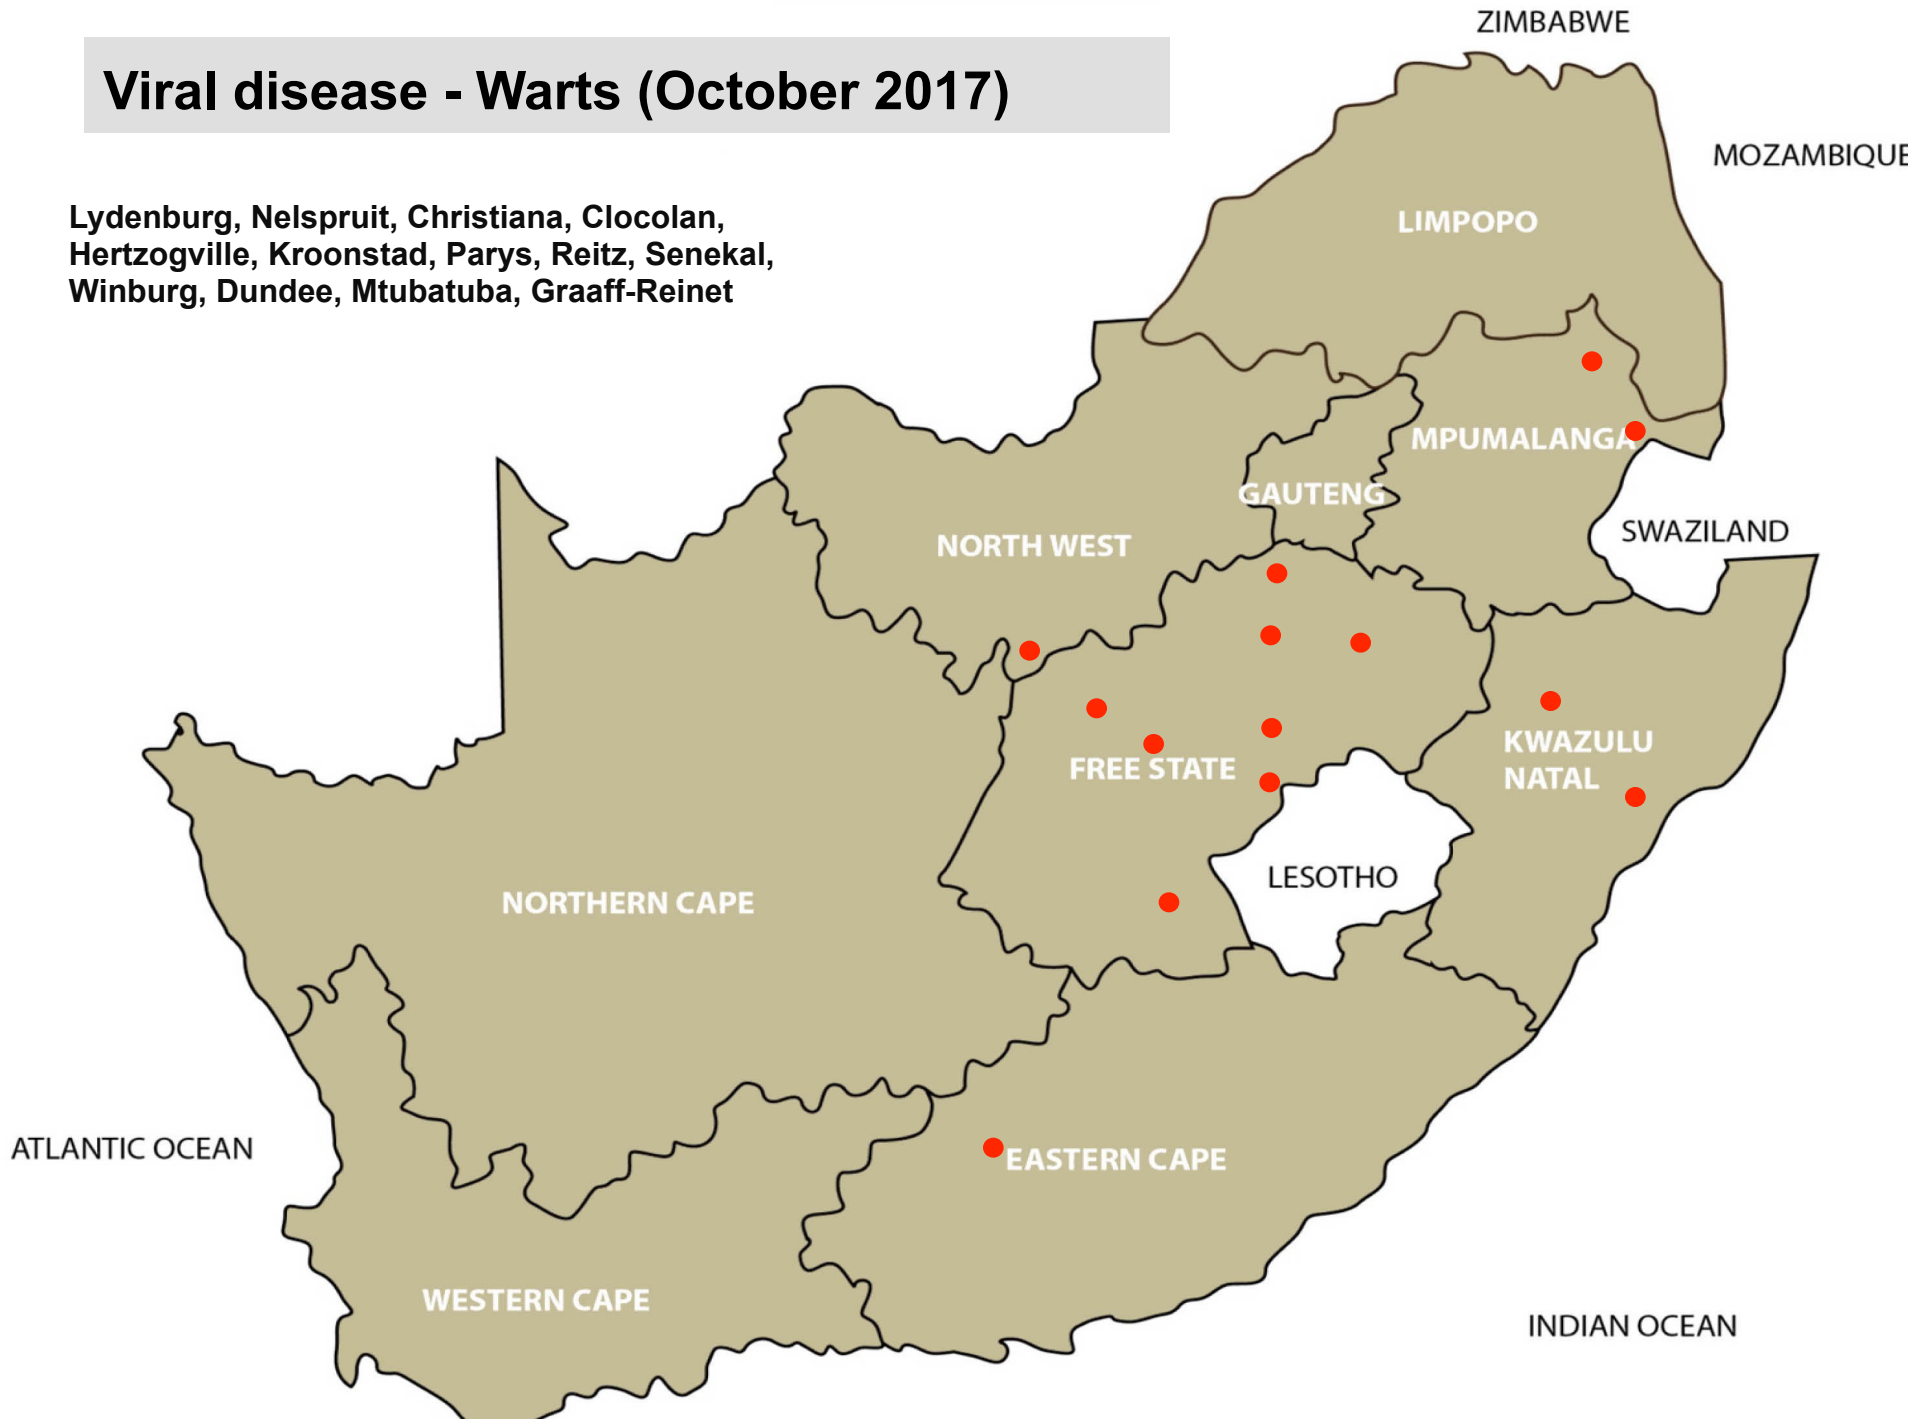 ZIMBABWE
Viral disease - Warts (October 2017)
MOZAMBIQUE
Lydenburg, Nelspruit, Christiana, Clocolan,
Hertzogville, Kroonstad, Parys, Reitz, Senekal,
Winburg, Dundee, Mtubatuba, Graaff-Reinet
LIMPOPO
MPUMALANGA
GAUTENG
SWAZILAND
NORTH WEST
KWAZULU
NATAL
FREE STATE
LESOTHO
NORTHERN CAPE
ATLANTIC OCEAN
EASTERN CAPE
WESTERN CAPE
INDIAN OCEAN